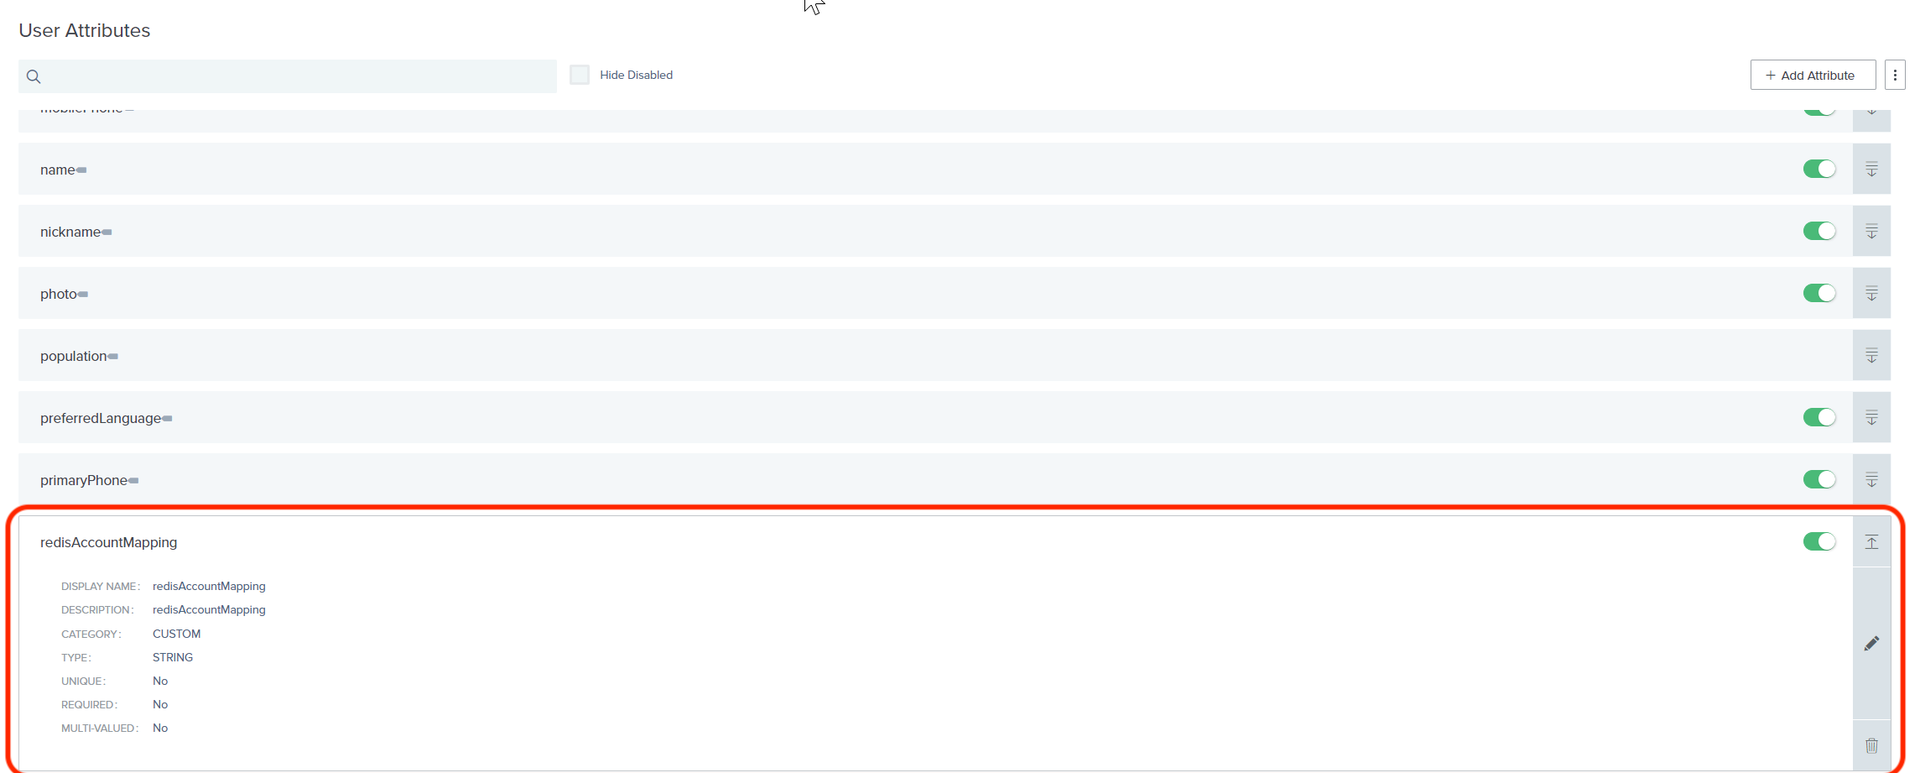 User Attributes
Hide Disabled
+ Add Attribute
mobilePhone
name
nickname
photo
population
preferredLanguage
primaryPhone
redisAccountMapping
DISPLAY NAME: redisAccountMapping
DESCRIPTION: redisAccountMapping
CATEGORY: CUSTOM
TYPE: STRING
UNIQUE: No
REQUIRED: No
MULTI-VALUED: No